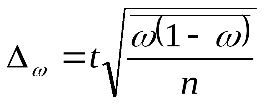 Δ_ω = t√(ω(1 - ω)/n)